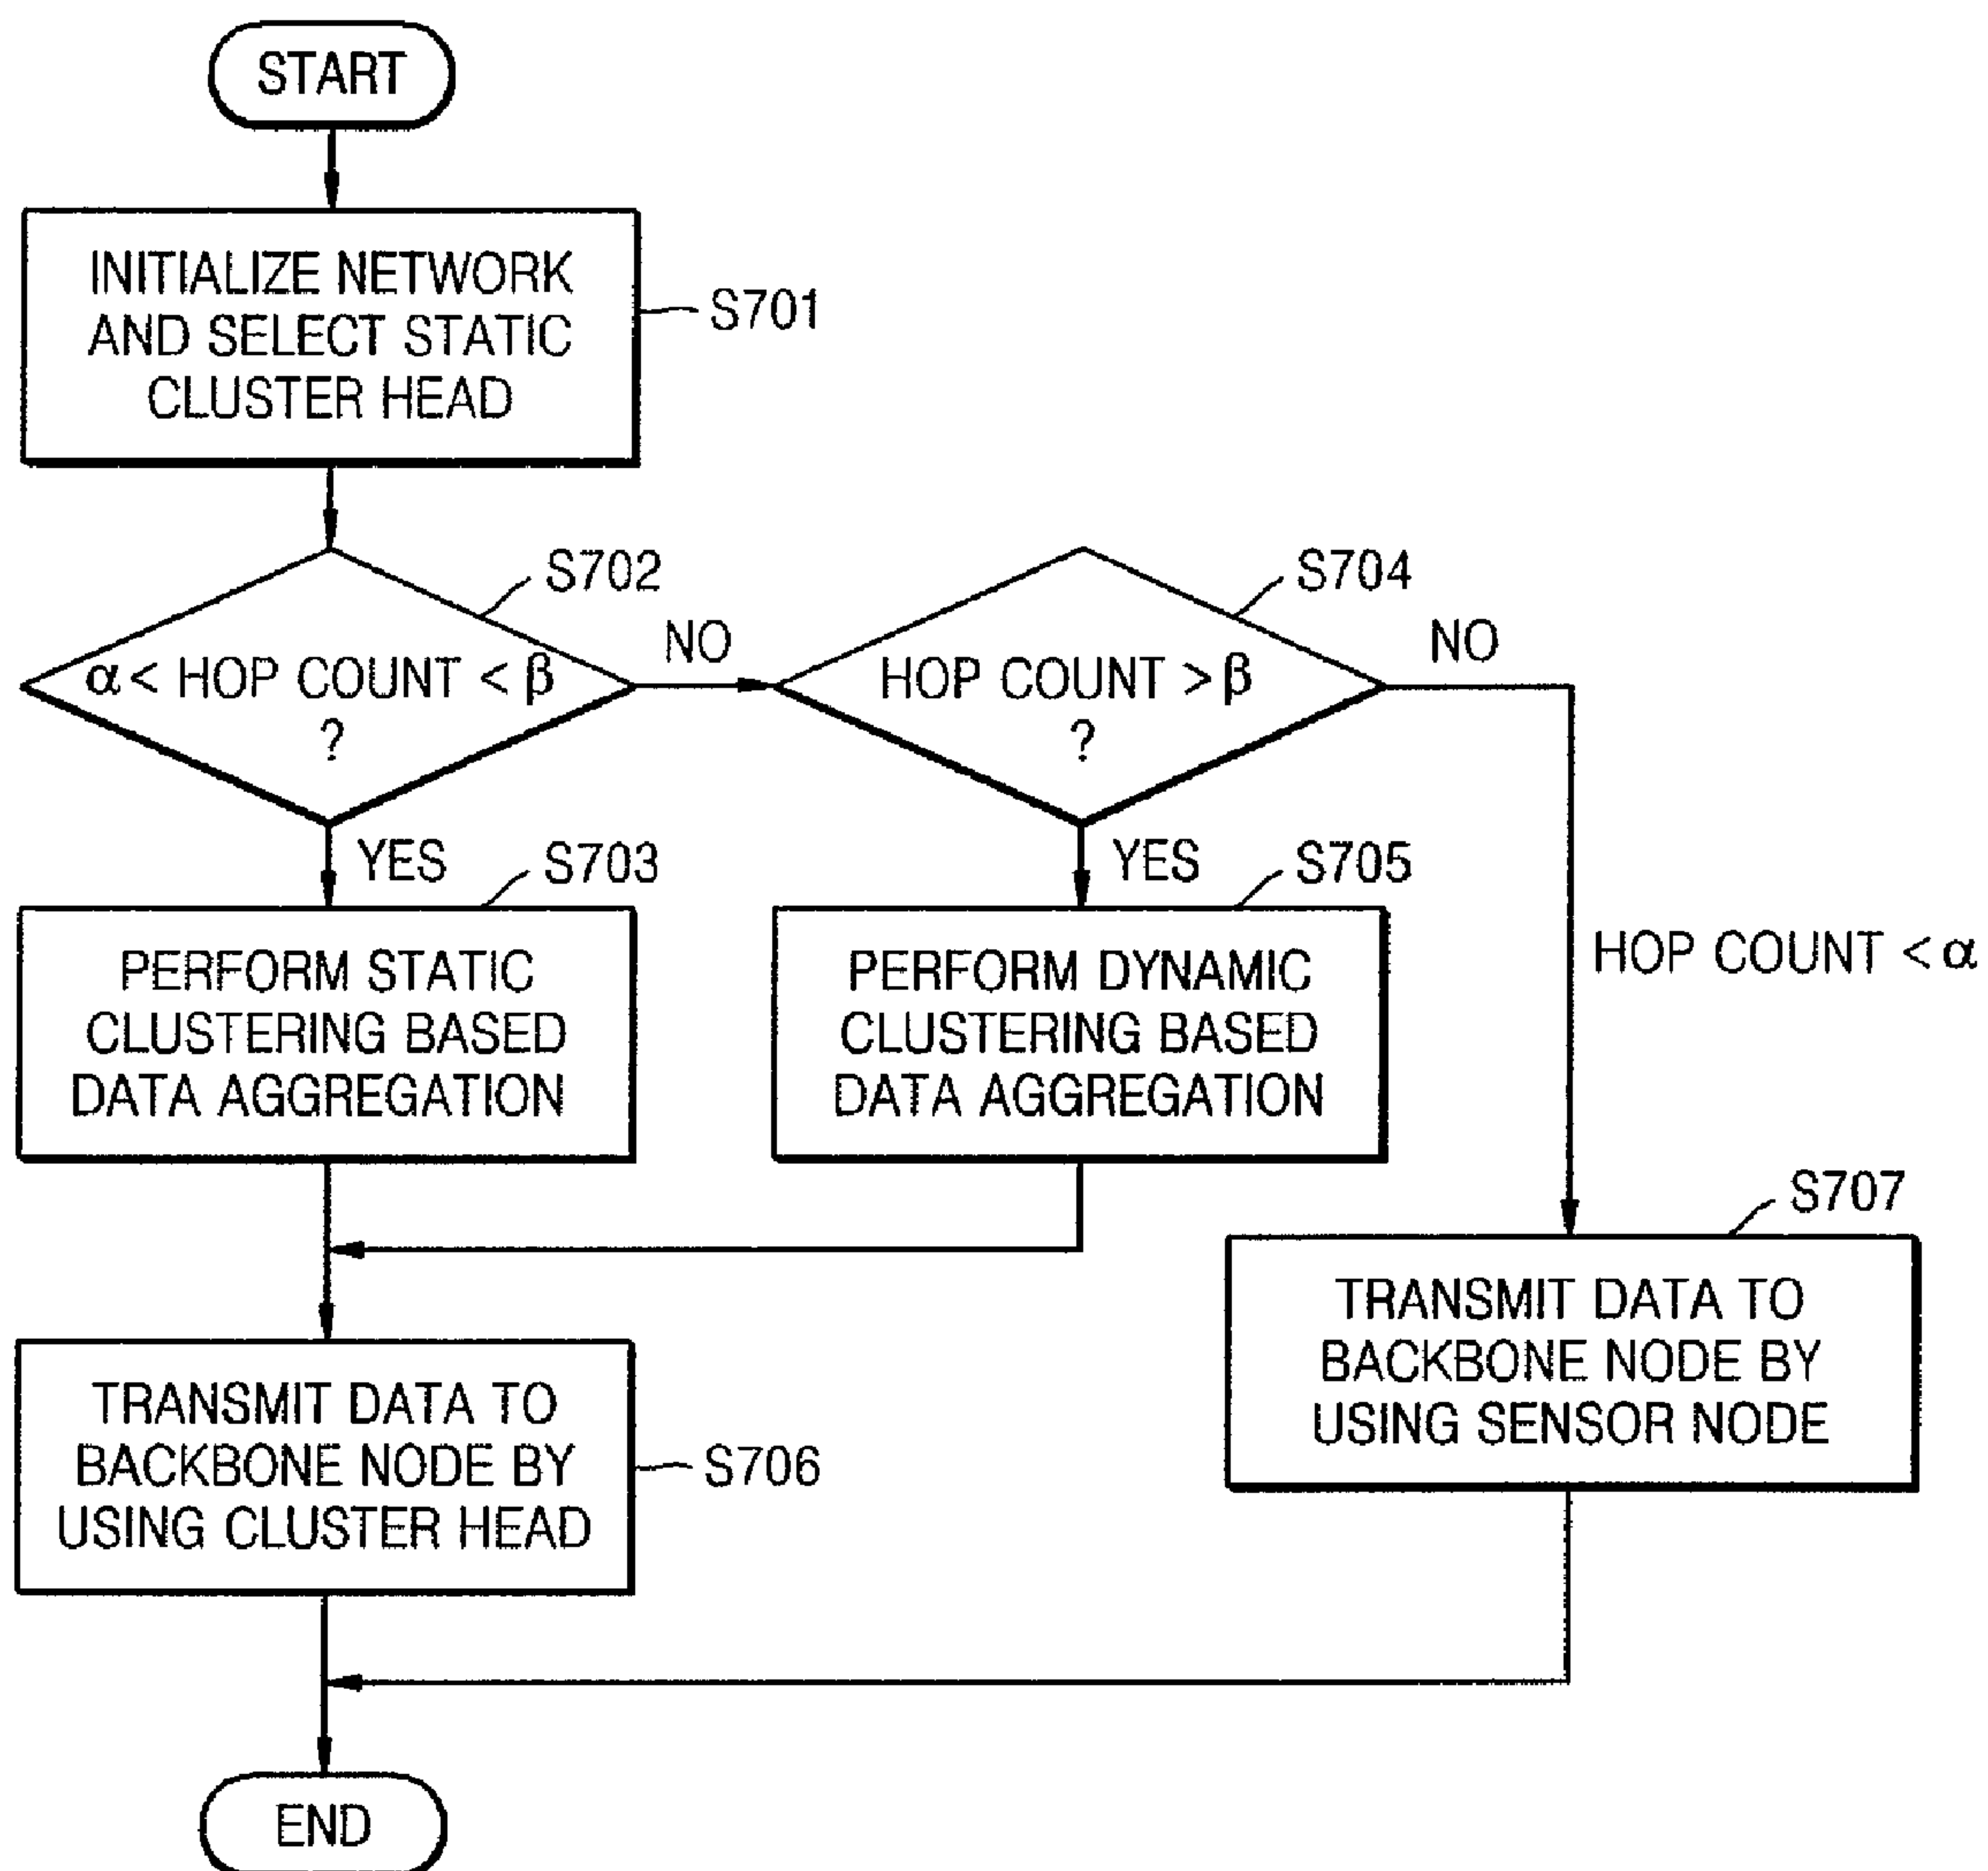 START
INITIALIZE NETWORK
AND SELECT STATIC
CLUSTER HEAD
S701
S702
α < HOP COUNT < β
?
NO
S704
HOP COUNT > β
?
NO
YES
S703
YES
S705
PERFORM STATIC
CLUSTERING BASED
DATA AGGREGATION
PERFORM DYNAMIC
CLUSTERING BASED
DATA AGGREGATION
HOP COUNT < α
S707
TRANSMIT DATA TO
BACKBONE NODE BY
USING SENSOR NODE
TRANSMIT DATA TO
BACKBONE NODE BY
USING CLUSTER HEAD
S706
END